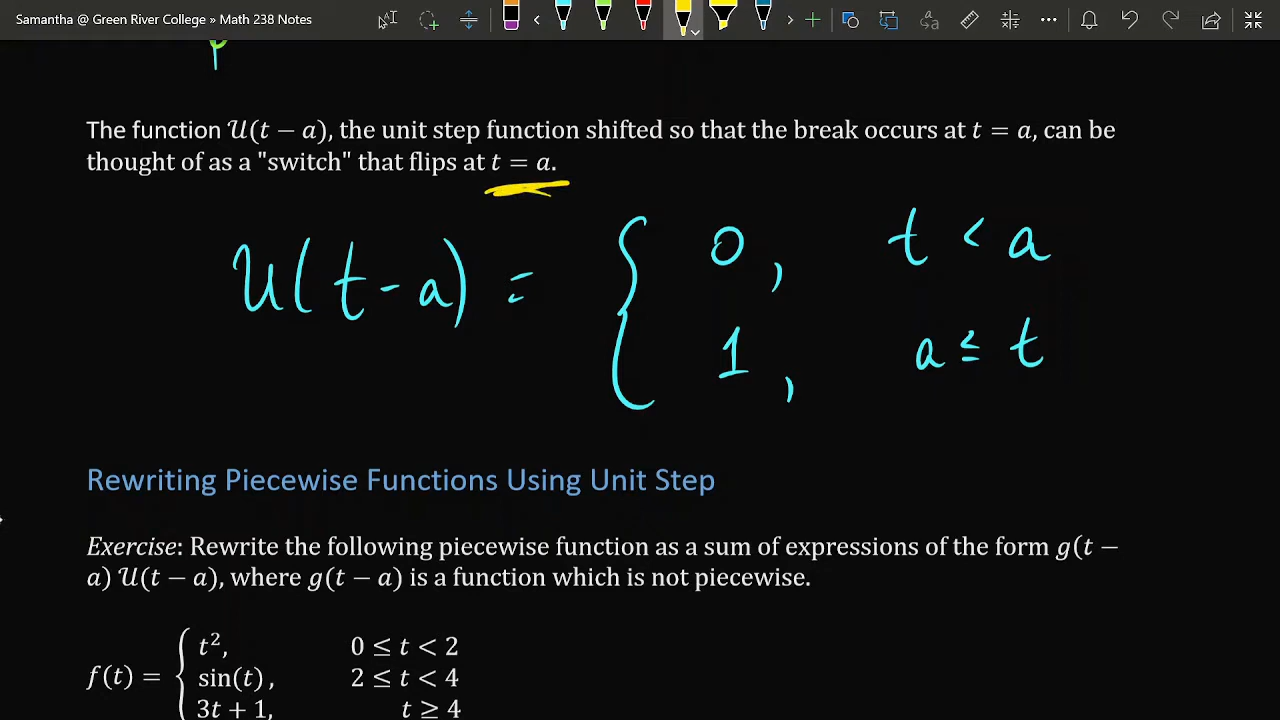 Samantha @ Green River College » Math 238 Notes
The function 𝒰(t − a), the unit step function shifted so that the break occurs at t = a, can be
thought of as a "switch" that flips at t = a.
𝒰(t - a) = { 0, t < a
1, a ≤ t
Rewriting Piecewise Functions Using Unit Step
Exercise: Rewrite the following piecewise function as a sum of expressions of the form g(t −
a) 𝒰(t − a), where g(t − a) is a function which is not piecewise.
t², 0 ≤ t < 2
f(t) = { sin(t), 2 ≤ t < 4
3t + 1, t ≥ 4